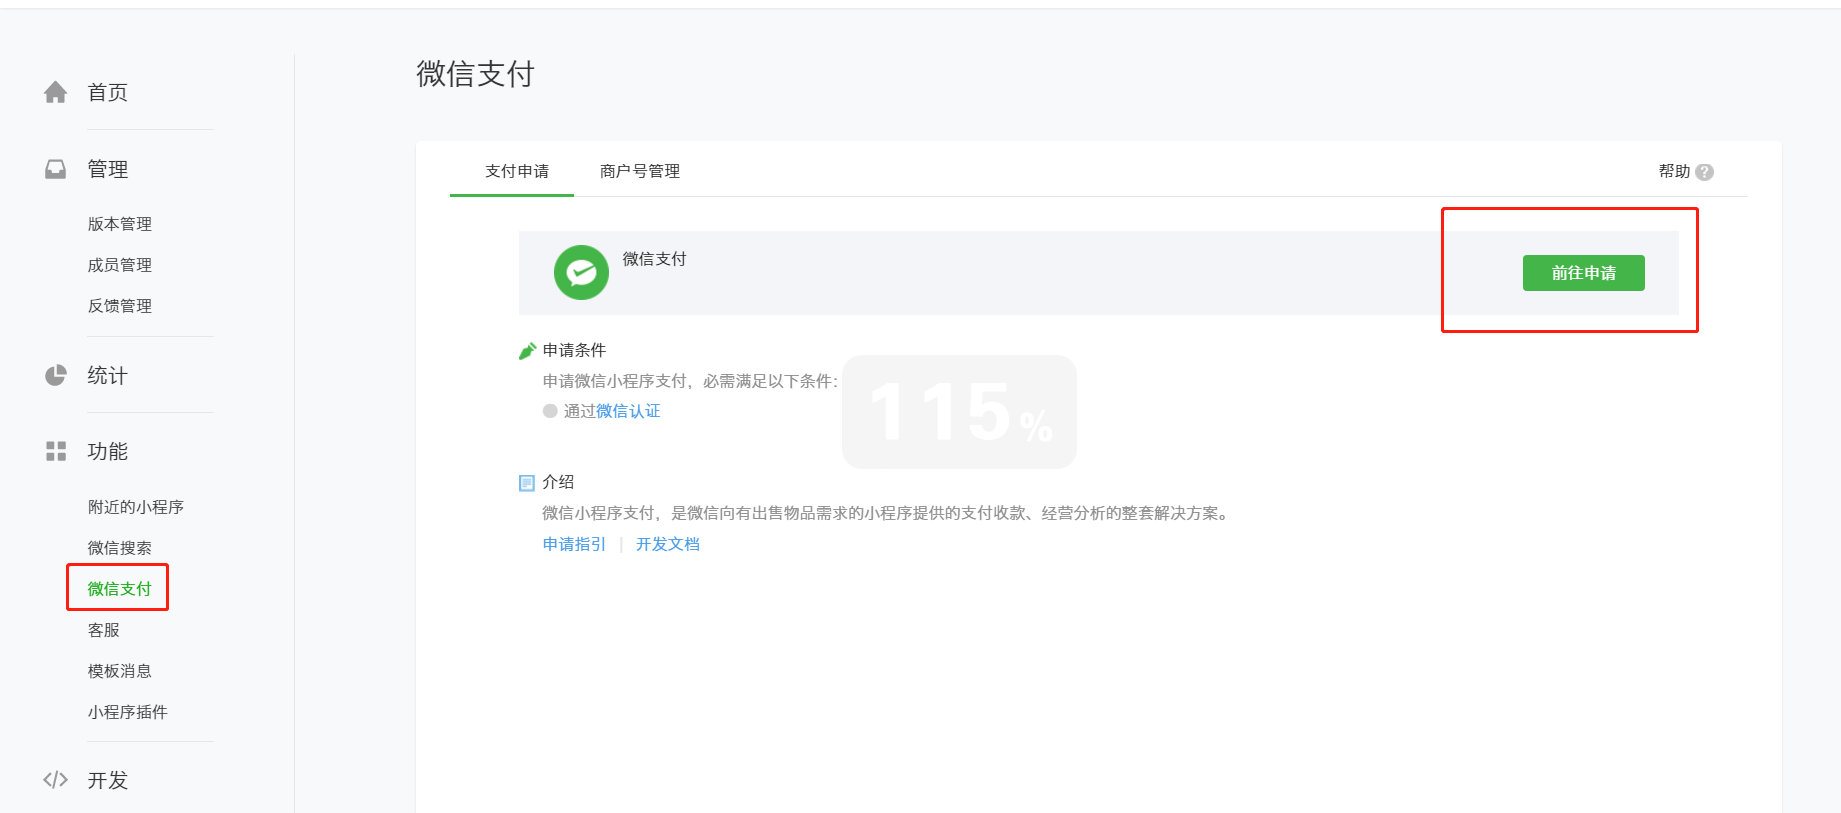 首页
管理
版本管理
成员管理
反馈管理
统计
功能
附近的小程序
微信搜索
微信支付
客服
模板消息
小程序插件
开发
微信支付
支付申请
商户号管理
帮助 ?
微信支付
前往申请
申请条件
申请微信小程序支付，必需满足以下条件：
通过微信认证
115%
介绍
微信小程序支付，是微信向有出售物品需求的小程序提供的支付收款、经营分析的整套解决方案。
申请指引 | 开发文档